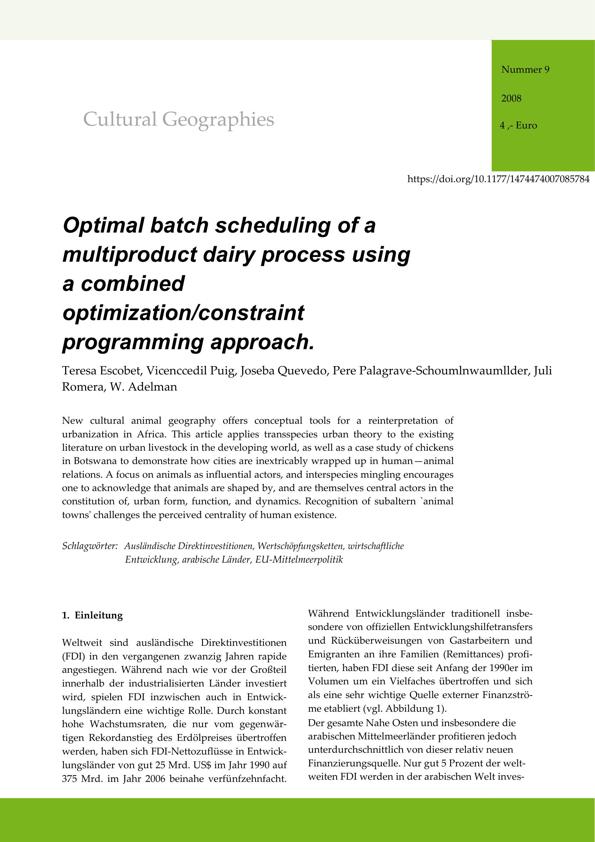 Nummer 9
2008
4 ,- Euro
Cultural Geographies
https://doi.org/10.1177/1474474007085784
Optimal batch scheduling of a
multiproduct dairy process using
a combined
optimization/constraint
programming approach.
Teresa Escobet, Vicenccedil Puig, Joseba Quevedo, Pere Palagrave-Schoumlnwaumllder, Juli
Romera, W. Adelman
New cultural animal geography offers conceptual tools for a reinterpretation of
urbanization in Africa. This article applies transspecies urban theory to the existing
literature on urban livestock in the developing world, as well as a case study of chickens
in Botswana to demonstrate how cities are inextricably wrapped up in human—animal
relations. A focus on animals as influential actors, and interspecies mingling encourages
one to acknowledge that animals are shaped by, and are themselves central actors in the
constitution of, urban form, function, and dynamics. Recognition of subaltern `animal
towns' challenges the perceived centrality of human existence.
Schlagwörter: Ausländische Direktinvestitionen, Wertschöpfungsketten, wirtschaftliche
Entwicklung, arabische Länder, EU-Mittelmeerpolitik
1. Einleitung
Weltweit sind ausländische Direktinvestitionen
(FDI) in den vergangenen zwanzig Jahren rapide
angestiegen. Während nach wie vor der Großteil
innerhalb der industrialisierten Länder investiert
wird, spielen FDI inzwischen auch in Entwick-
lungsländern eine wichtige Rolle. Durch konstant
hohe Wachstumsraten, die nur vom gegenwär-
tigen Rekordanstieg des Erdölpreises übertroffen
werden, haben sich FDI-Nettozuflüsse in Entwick-
lungsländer von gut 25 Mrd. US$ im Jahr 1990 auf
375 Mrd. im Jahr 2006 beinahe verfünfzehnfacht.
Während Entwicklungsländer traditionell insbe-
sondere von offiziellen Entwicklungshilfetransfers
und Rücküberweisungen von Gastarbeitern und
Emigranten an ihre Familien (Remittances) profi-
tierten, haben FDI diese seit Anfang der 1990er im
Volumen um ein Vielfaches übertroffen und sich
als eine sehr wichtige Quelle externer Finanzströ-
me etabliert (vgl. Abbildung 1).
Der gesamte Nahe Osten und insbesondere die
arabischen Mittelmeerländer profitieren jedoch
unterdurchschnittlich von dieser relativ neuen
Finanzierungsquelle. Nur gut 5 Prozent der welt-
weiten FDI werden in der arabischen Welt inves-